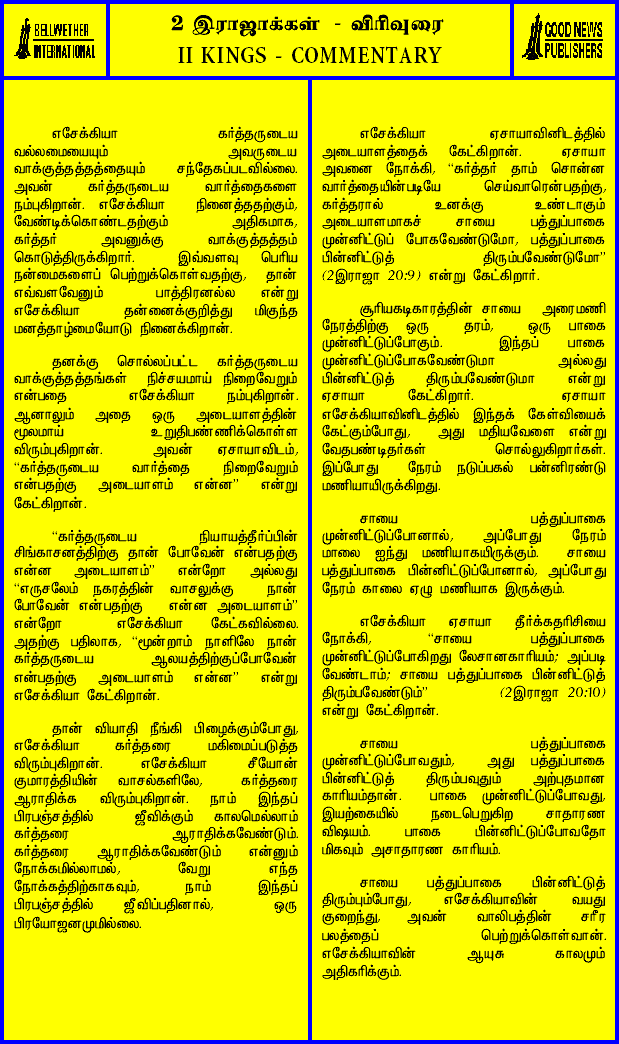 BELLWETHER
INTERNATIONAL
2 இராஜாக்கள் - விரிவுரை
II KINGS - COMMENTARY
GOOD NEWS
PUBLISHERS
எசேக்கியா கர்த்தருடைய
வல்லமையையும் அவருடைய
வாக்குத்தத்தத்தையும் சந்தேகப்படவில்லை.
அவன் கர்த்தருடைய வார்த்தைகளை
நம்புகிறான். எசேக்கியா நினைத்ததற்கும்,
வேண்டிக்கொண்டதற்கும் அதிகமாக,
கர்த்தர் அவனுக்கு வாக்குத்தத்தம்
கொடுத்திருக்கிறார். இவ்வளவு பெரிய
நன்மைகளைப் பெற்றுக்கொள்வதற்கு, தான்
எவ்வளவேனும் பாத்திரனல்ல என்று
எசேக்கியா தன்னைக்குறித்து மிகுந்த
மனத்தாழ்மையோடு நினைக்கிறான்.
தனக்கு சொல்லப்பட்ட கர்த்தருடைய
வாக்குத்தத்தங்கள் நிச்சயமாய் நிறைவேறும்
என்பதை எசேக்கியா நம்புகிறான்.
ஆனாலும் அதை ஒரு அடையாளத்தின்
மூலமாய் உறுதிபண்ணிக்கொள்ள
விரும்புகிறான். அவன் ஏசாயாவிடம்,
“கர்த்தருடைய வார்த்தை நிறைவேறும்
என்பதற்கு அடையாளம் என்ன” என்று
கேட்கிறான்.
“கர்த்தருடைய நியாயத்தீர்ப்பின்
சிங்காசனத்திற்கு தான் போவேன் என்பதற்கு
என்ன அடையாளம்” என்றோ அல்லது
“எருசலேம் நகரத்தின் வாசலுக்கு நான்
போவேன் என்பதற்கு என்ன அடையாளம்”
என்றோ எசேக்கியா கேட்கவில்லை.
அதற்கு பதிலாக, “மூன்றாம் நாளிலே நான்
கர்த்தருடைய ஆலயத்திற்குப்போவேன்
என்பதற்கு அடையாளம் என்ன” என்று
எசேக்கியா கேட்கிறான்.
தான் வியாதி நீங்கி பிழைக்கும்போது,
எசேக்கியா கர்த்தரை மகிமைப்படுத்த
விரும்புகிறான். எசேக்கியா சீயோன்
குமாரத்தியின் வாசல்களிலே, கர்த்தரை
ஆராதிக்க விரும்புகிறான். நாம் இந்தப்
பிரபஞ்சத்தில் ஜீவிக்கும் காலமெல்லாம்
கர்த்தரை ஆராதிக்கவேண்டும்.
கர்த்தரை ஆராதிக்கவேண்டும் என்னும்
நோக்கமில்லாமல், வேறு எந்த
நோக்கத்திற்காகவும், நாம் இந்தப்
பிரபஞ்சத்தில் ஜீவிப்பதினால், ஒரு
பிரயோஜனமுமில்லை.
எசேக்கியா ஏசாயாவினிடத்தில்
அடையாளத்தைக் கேட்கிறான். ஏசாயா
அவனை நோக்கி, “கர்த்தர் தாம் சொன்ன
வார்த்தையின்படியே செய்வாரென்பதற்கு,
கர்த்தரால் உனக்கு உண்டாகும்
அடையாளமாகச் சாயை பத்துப்பாகை
முன்னிட்டுப் போகவேண்டுமோ, பத்துப்பாகை
பின்னிட்டுத் திரும்பவேண்டுமோ”
(2இராஜா 20:9) என்று கேட்கிறார்.
சூரியகடிகாரத்தின் சாயை அரைமணி
நேரத்திற்கு ஒரு தரம், ஒரு பாகை
முன்னிட்டுப்போகும். இந்தப் பாகை
முன்னிட்டுப்போகவேண்டுமா அல்லது
பின்னிட்டுத் திரும்பவேண்டுமா என்று
ஏசாயா கேட்கிறார். ஏசாயா
எசேக்கியாவினிடத்தில் இந்தக் கேள்வியைக்
கேட்கும்போது, அது மதியவேளை என்று
வேதபண்டிதர்கள் சொல்லுகிறார்கள்.
இப்போது நேரம் நடுப்பகல் பன்னிரண்டு
மணியாயிருக்கிறது.
சாயை பத்துப்பாகை
முன்னிட்டுப்போனால், அப்போது நேரம்
மாலை ஐந்து மணியாகயிருக்கும். சாயை
பத்துப்பாகை பின்னிட்டுப்போனால், அப்போது
நேரம் காலை ஏழு மணியாக இருக்கும்.
எசேக்கியா ஏசாயா தீர்க்கதரிசியை
நோக்கி, “சாயை பத்துப்பாகை
முன்னிட்டுப்போகிறது லேசானகாரியம்; அப்படி
வேண்டாம்; சாயை பத்துப்பாகை பின்னிட்டுத்
திரும்பவேண்டும்” (2இராஜா 20:10)
என்று கேட்கிறான்.
சாயை பத்துப்பாகை
முன்னிட்டுப்போவதும், அது பத்துப்பாகை
பின்னிட்டுத் திரும்பவுதும் அற்புதமான
காரியம்தான். பாகை முன்னிட்டுப்போவது,
இயற்கையில் நடைபெறுகிற சாதாரண
விஷயம். பாகை பின்னிட்டுப்போவதோ
மிகவும் அசாதாரண காரியம்.
சாயை பத்துப்பாகை பின்னிட்டுத்
திரும்பும்போது, எசேக்கியாவின் வயது
குறைந்து, அவன் வாலிபத்தின் சரீர
பலத்தைப் பெற்றுக்கொள்வான்.
எசேக்கியாவின் ஆயுசு காலமும்
அதிகரிக்கும்.